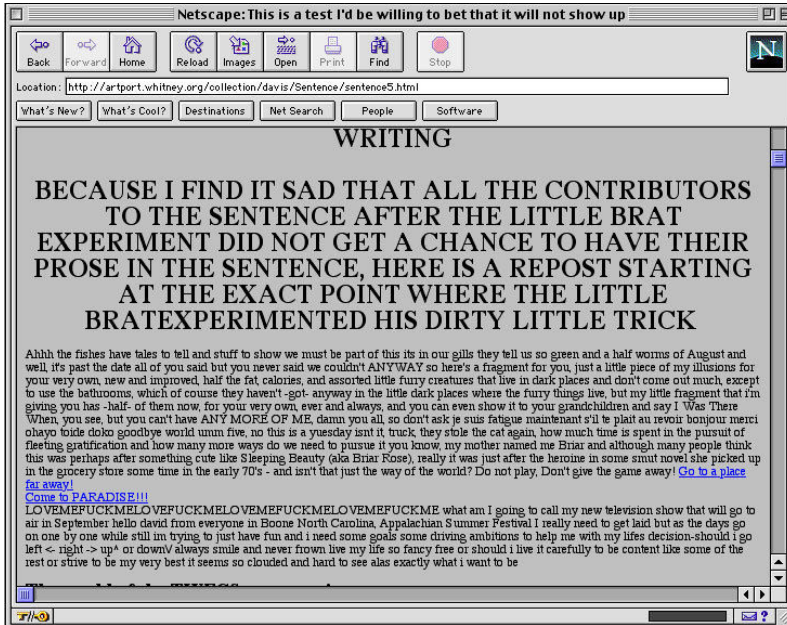 Netscape: This is a test I'd be willing to bet that it will not show up
Back Forward Home Reload Images Open Print Find Stop
N
Location: http://artport.whitney.org/collection/davis/Sentence/sentence5.html
What's New? What's Cool? Destinations Net Search People Software
WRITING
BECAUSE I FIND IT SAD THAT ALL THE CONTRIBUTORS
TO THE SENTENCE AFTER THE LITTLE BRAT
EXPERIMENT DID NOT GET A CHANCE TO HAVE THEIR
PROSE IN THE SENTENCE, HERE IS A REPOST STARTING
AT THE EXACT POINT WHERE THE LITTLE
BRATEXPERIMENTED HIS DIRTY LITTLE TRICK
Ahhh the fishes have tales to tell and stuff to show we must be part of this its in our gills they tell us so green and a half worms of August and
well, it's past the date all of you said but you never said we couldn't ANYWAY so here's a fragment for you, just a little piece of my illusions for
your very own, new and improved, half the fat, calories, and assorted little furry creatures that live in dark places and don't come out much, except
to use the bathrooms, which of course they haven't -got- anyway in the little dark places where the furry things live, but my little fragment that i'm
giving you has -half- of them now, for your very own, ever and always, and you can even show it to your grandchildren and say I Was There
When, you see, but you can't have ANY MORE OF ME, damn you all, so don't ask je suis fatigue maintenant s'il te plait au revoir bonjour merci
ohayo toide doko goodbye world umm five, no this is a yuesday isnt it, truck, they stole the cat again, how much time is spent in the pursuit of
fleeting gratification and how many more ways do we need to pursue it you know, my mother named me Briar and although many people think
this was perhaps after something cute like Sleeping Beauty (aka Briar Rose), really it was just after the heroine in some smut novel she picked up
in the grocery store some time in the early 70's - and isn't that just the way of the world? Do not play, Don't give the game away! Go to a place
far away!
Come to PARADISE!!!
LOVEMEFUCKMELOVEFUCKMELOVEMEFUCKMELOVEMEFUCKME what am I going to call my new television show that will go to
air in September hello david from everyone in Boone North Carolina, Appalachian Summer Festival I really need to get laid but as the days go
on one by one while still im trying to just have fun and i need some goals some driving ambitions to help me with my lifes decision-should i go
left <- right -> up^ or downV always smile and never frown live my life so fancy free or should i live it carefully to be content like some of the
rest or strive to be my very best it seems so clouded and hard to see alas exactly what i want to be